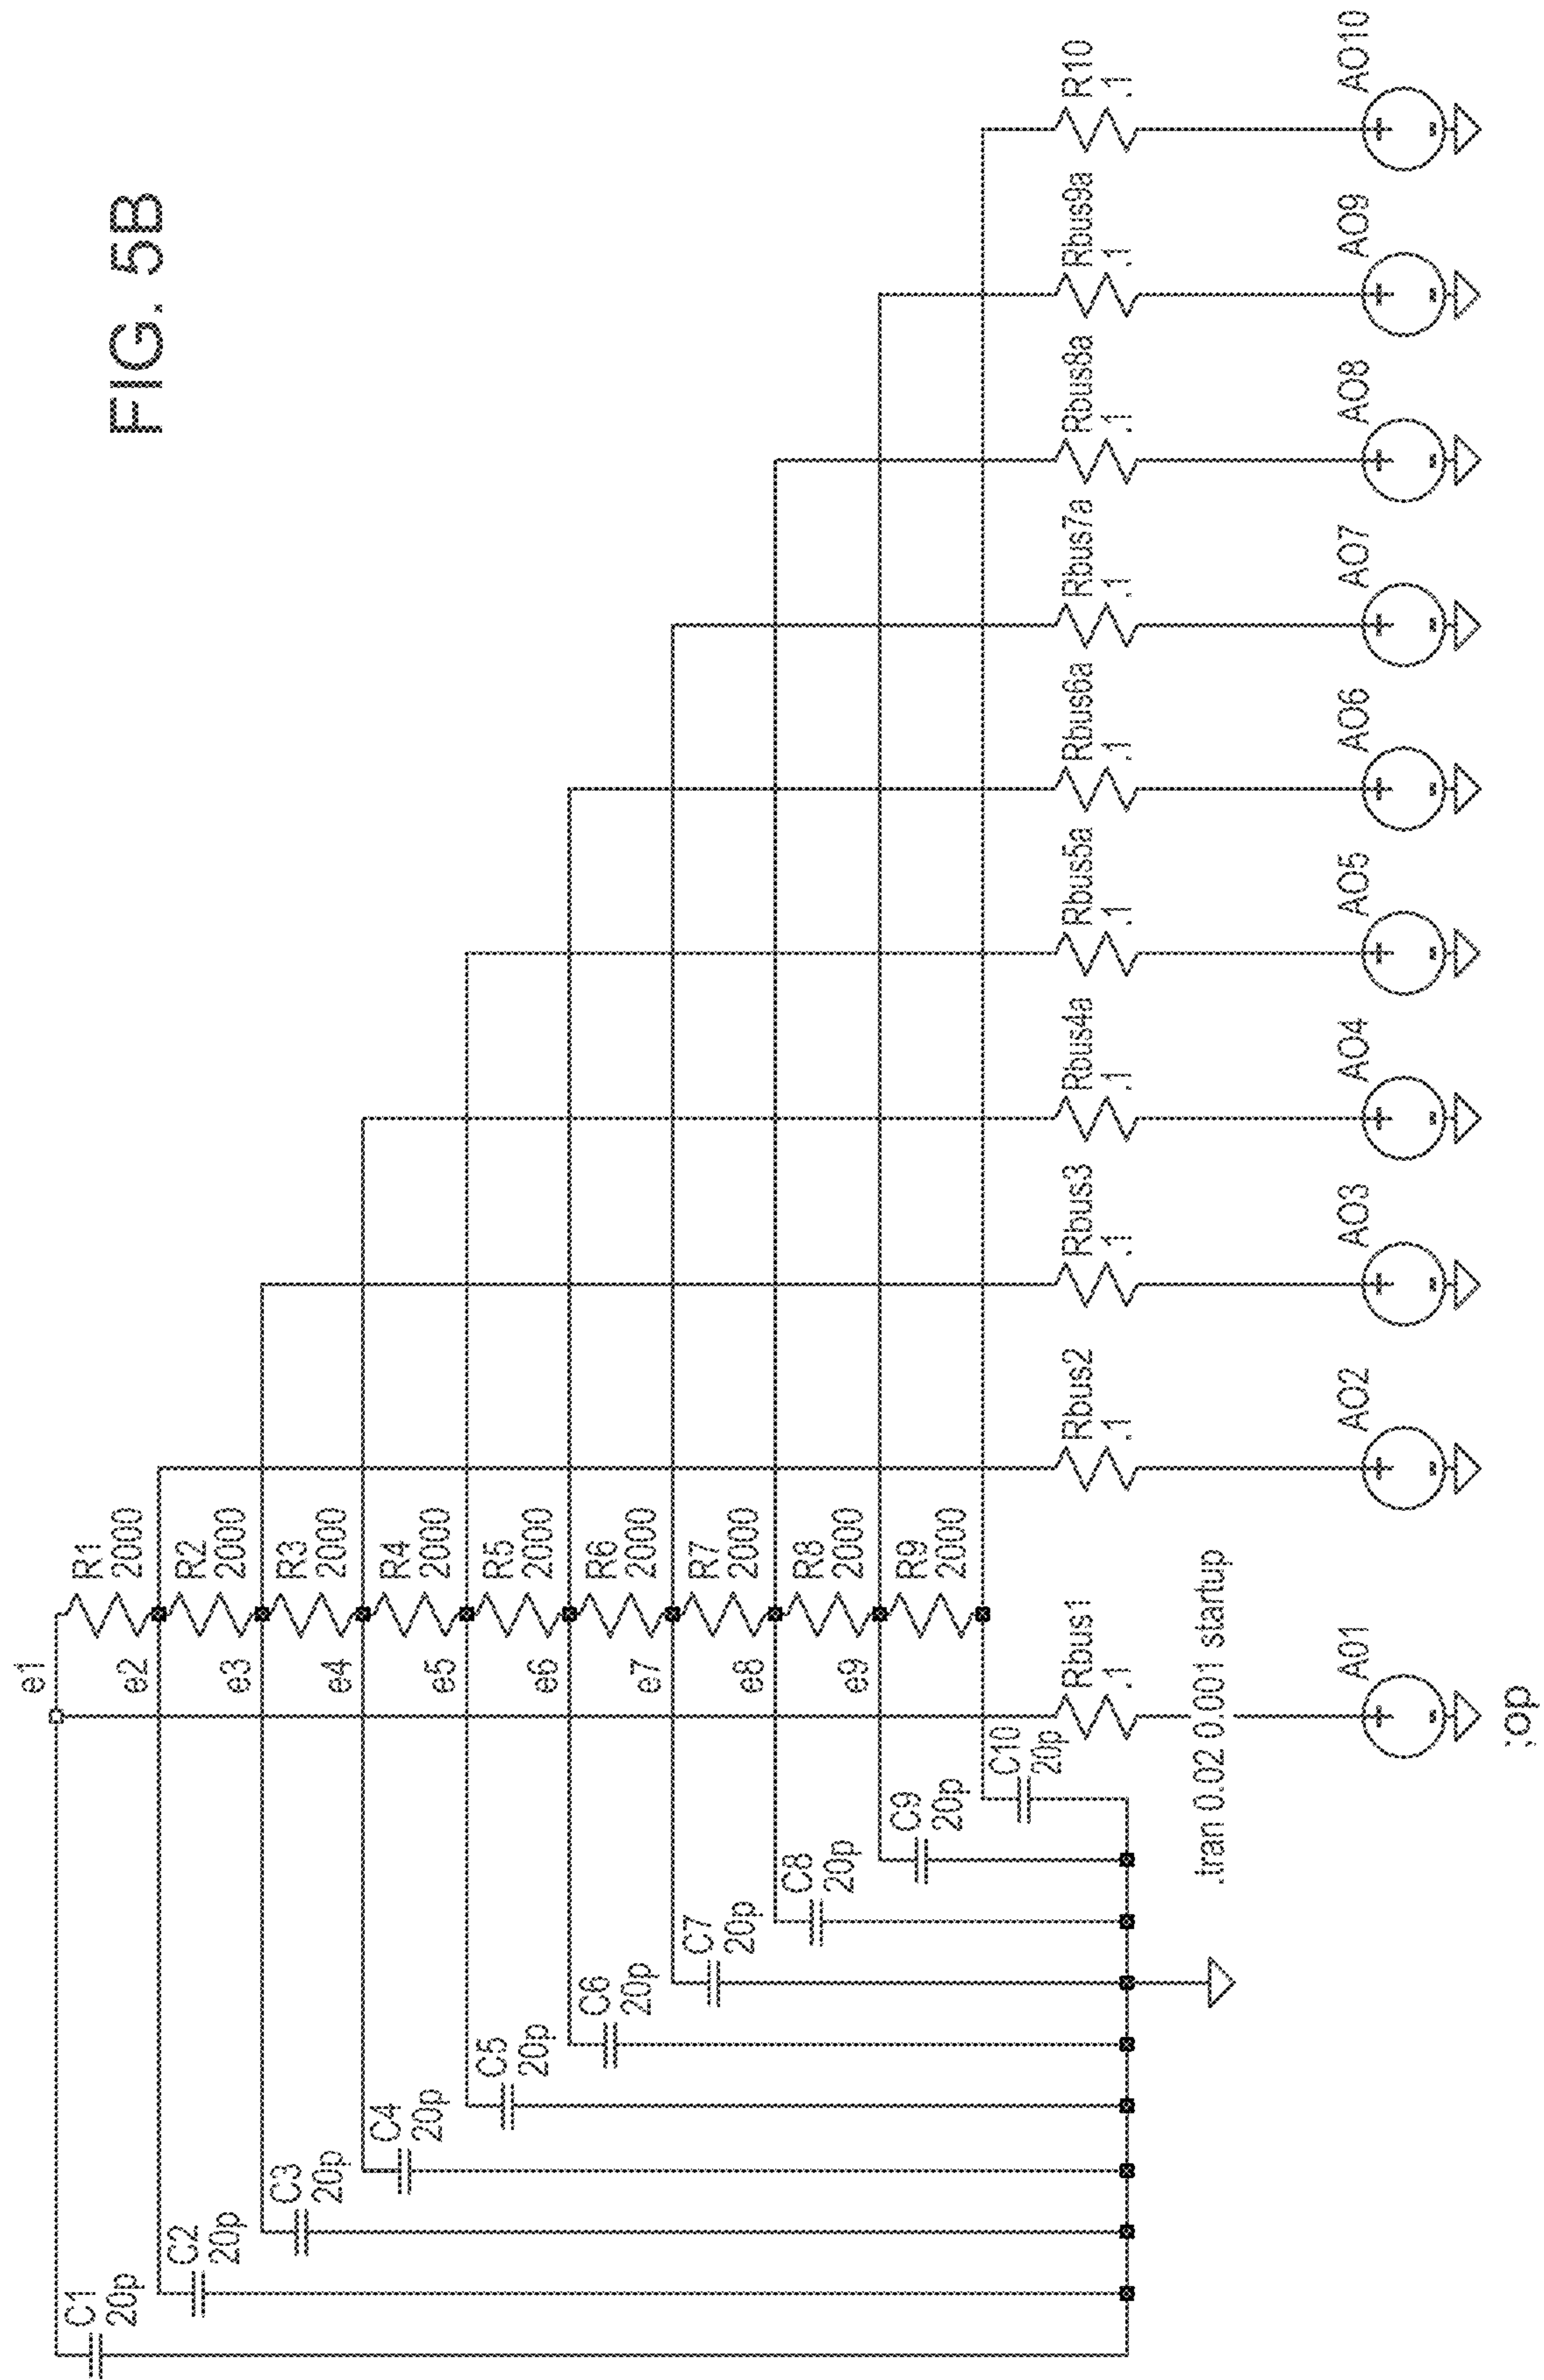 FIG. 5B
e1
C1
20p
R1
2000
e2
C2
20p
R2
2000
e3
C3
20p
R3
2000
e4
C4
20p
R4
2000
e5
C5
20p
R5
2000
e6
C6
20p
R6
2000
e7
C7
20p
R7
2000
e8
C8
20p
R8
2000
e9
C9
20p
R9
2000
C10
20p
Rbus1
.1
Rbus2
.1
Rbus3
.1
Rbus4a
.1
Rbus5a
.1
Rbus6a
.1
Rbus7a
.1
Rbus8a
.1
Rbus9a
.1
R10
.1
.tran 0.02 0.001 startup
A01
AO2
AO3
AO4
AO5
AO6
AO7
AO8
AO9
AO10
;op